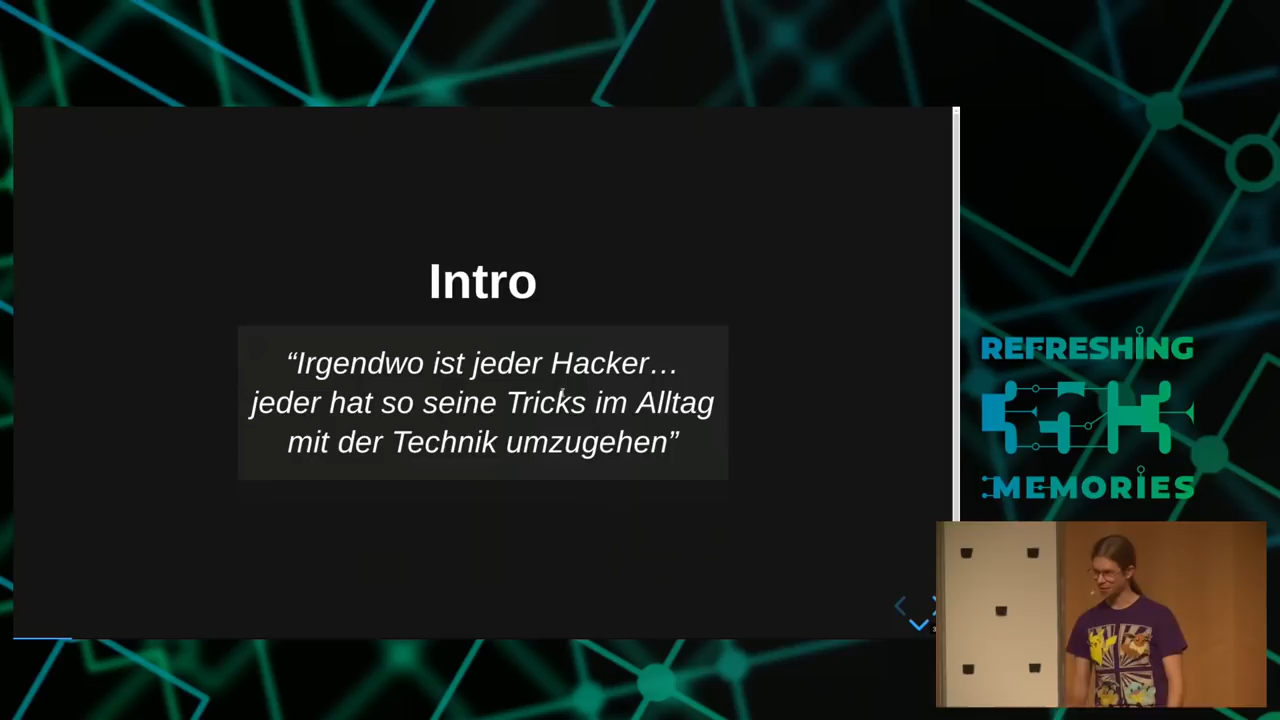 Intro
“Irgendwo ist jeder Hacker…
jeder hat so seine Tricks im Alltag
mit der Technik umzugehen”
REFRESHING
MEMORIES